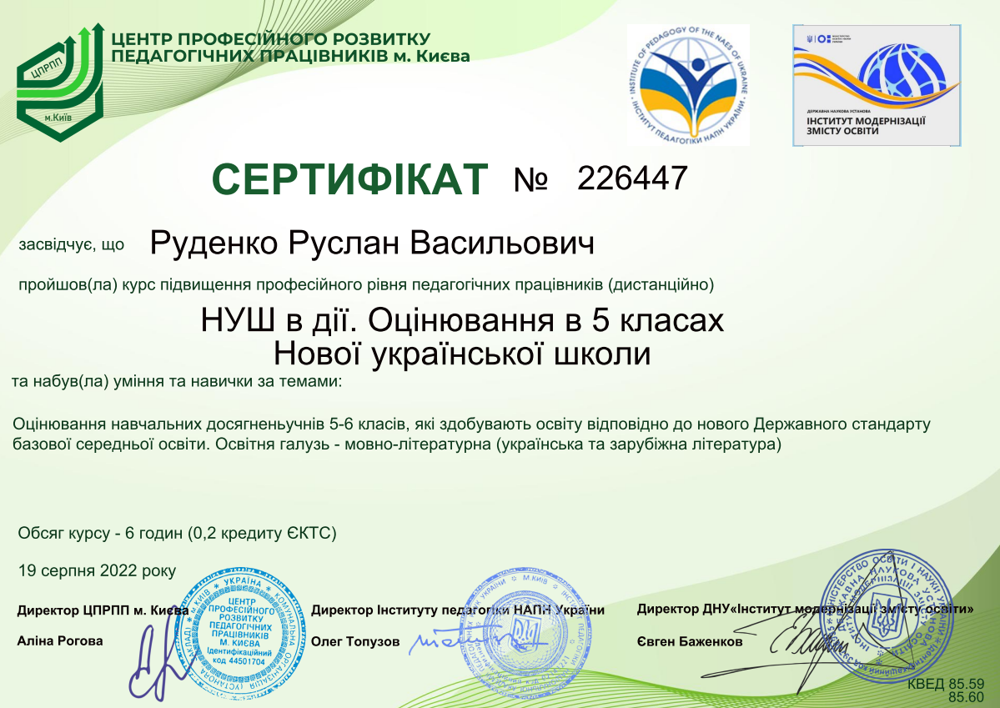 ЦЕНТР ПРОФЕСІЙНОГО РОЗВИТКУ
ПЕДАГОГІЧНИХ ПРАЦІВНИКІВ м. Києва
ЦПРПП
м.Київ
INSTITUTE OF PEDAGOGY OF THE NAES OF UKRAINE
ІНСТИТУТ ПЕДАГОГІКИ НАПН УКРАЇНИ
ДЕРЖАВНА НАУКОВА УСТАНОВА
ІНСТИТУТ МОДЕРНІЗАЦІЇ
ЗМІСТУ ОСВІТИ
СЕРТИФІКАТ № 226447
засвідчує, що Руденко Руслан Васильович
пройшов(ла) курс підвищення професійного рівня педагогічних працівників (дистанційно)
НУШ в дії. Оцінювання в 5 класах
Нової української школи
та набув(ла) уміння та навички за темами:
Оцінювання навчальних досягненьучнів 5-6 класів, які здобувають освіту відповідно до нового Державного стандарту
базової середньої освіти. Освітня галузь - мовно-літературна (українська та зарубіжна література)
Обсяг курсу - 6 годин (0,2 кредиту ЄКТС)
19 серпня 2022 року
Директор ЦПРПП м. Києва
Аліна Рогова
УКРАЇНА
ЦЕНТР
ПРОФЕСІЙНОГО
РОЗВИТКУ
ПЕДАГОГІЧНИХ
ПРАЦІВНИКІВ
М. КИЄВА
Ідентифікаційний
код 44501704
Директор Інституту педагогіки НАПН України
Олег Топузов
Директор ДНУ«Інститут модернізації змісту освіти»
Євген Баженков
КВЕД 85.59
85.60